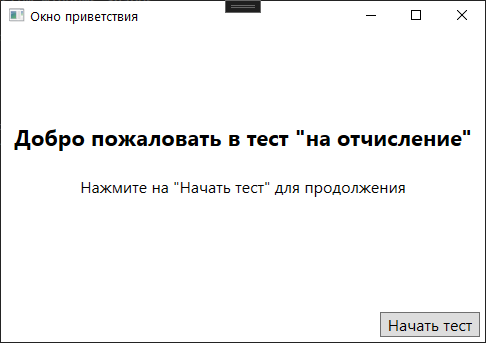 Окно приветствия
Добро пожаловать в тест "на отчисление"
Нажмите на "Начать тест" для продолжения
Начать тест